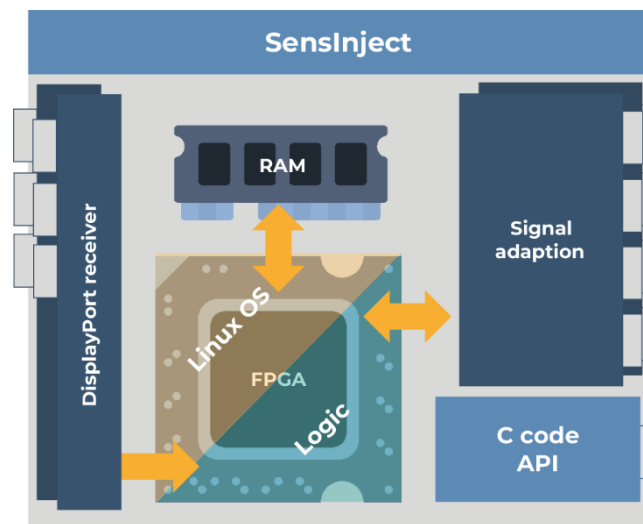 SensInject
RAM
DisplayPort receiver
Signal
adaption
Linux OS
FPGA
Logic
C code
API